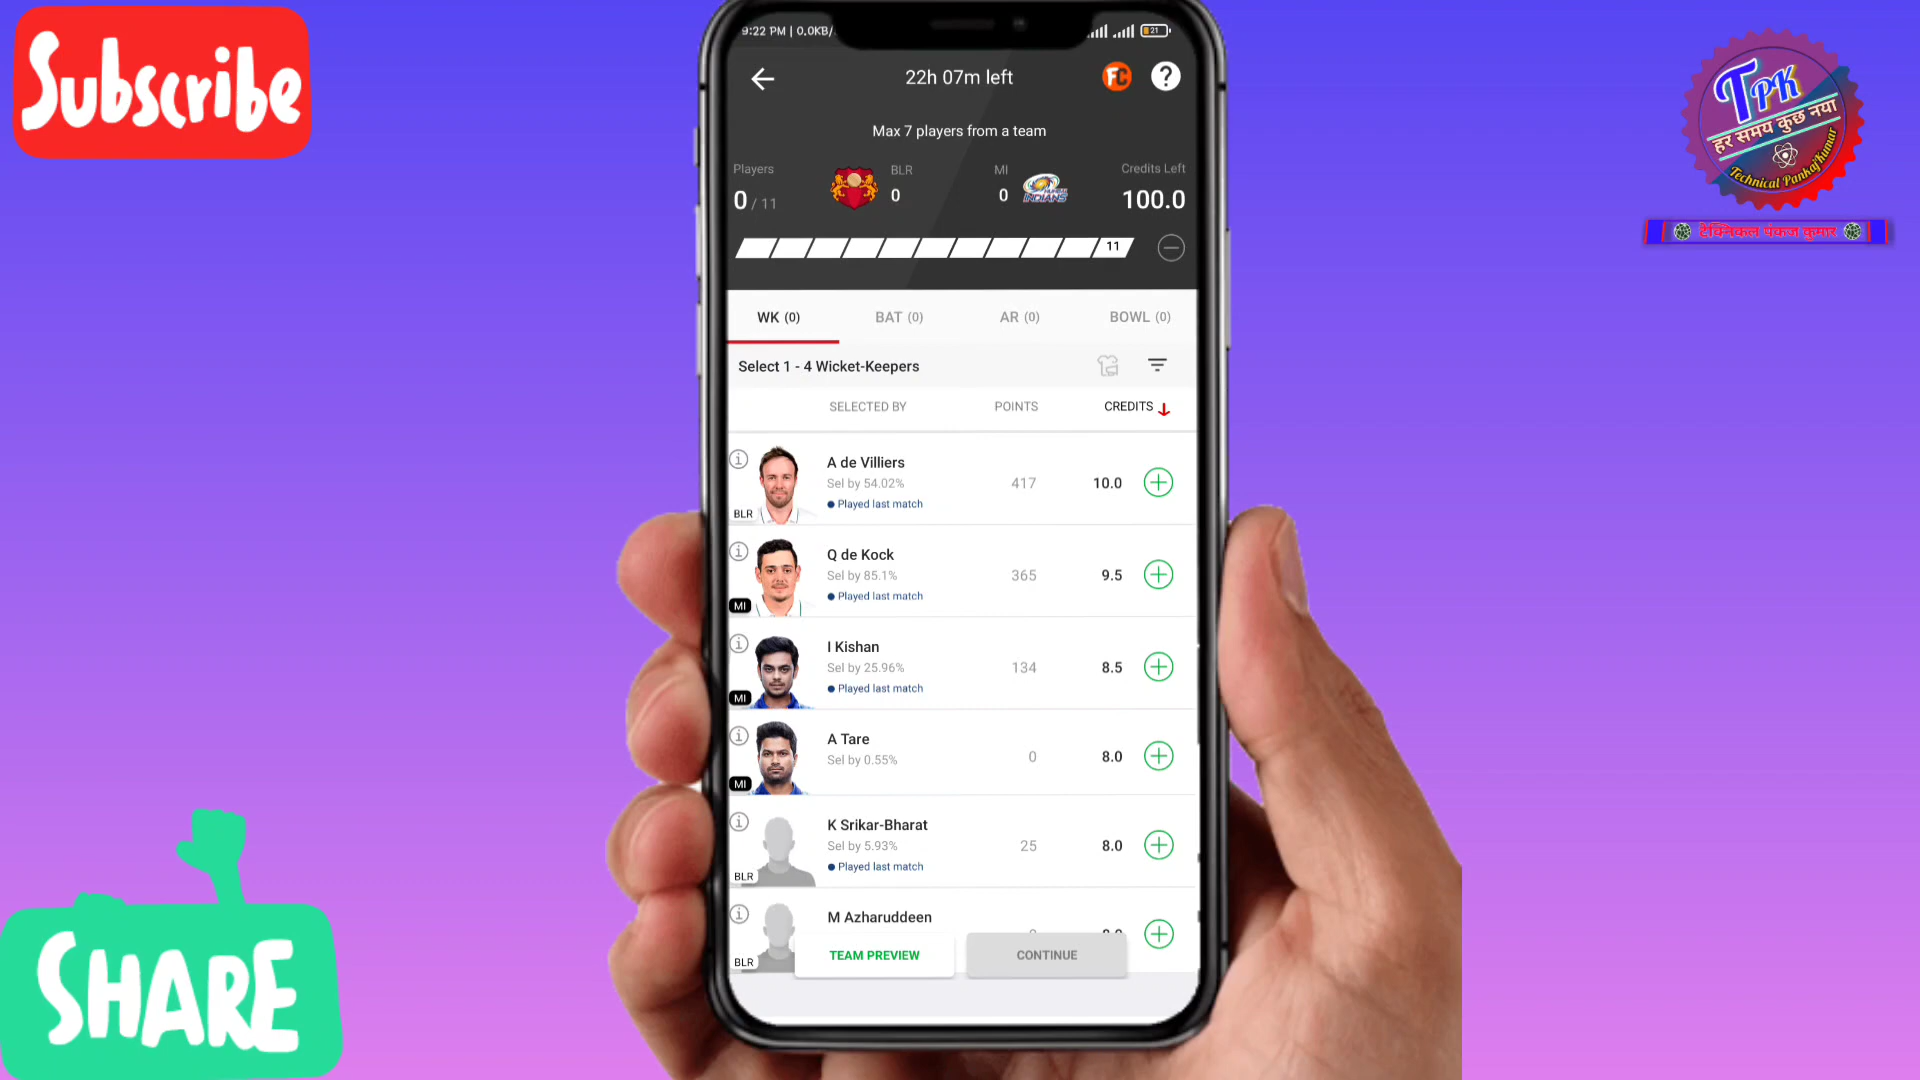 Subscribe
9:22 PM | 0.0KB/
21
22h 07m left
FC
?
Max 7 players from a team
Players
BLR
MI
Credits Left
0 / 11
0
0
INDIANS
100.0
11
WK (0)
BAT (0)
AR (0)
BOWL (0)
Select 1 - 4 Wicket-Keepers
SELECTED BY
POINTS
CREDITS
A de Villiers
Sel by 54.02%
417
10.0
Played last match
BLR
Q de Kock
Sel by 85.1%
365
9.5
Played last match
MI
I Kishan
Sel by 25.96%
134
8.5
Played last match
MI
A Tare
Sel by 0.55%
0
8.0
MI
K Srikar-Bharat
Sel by 5.93%
25
8.0
Played last match
BLR
M Azharuddeen
BLR
TEAM PREVIEW
CONTINUE
TPK
हर समय कुछ नया
Technical PankajKumar
टेक्निकल पंकज कुमार
SHARE